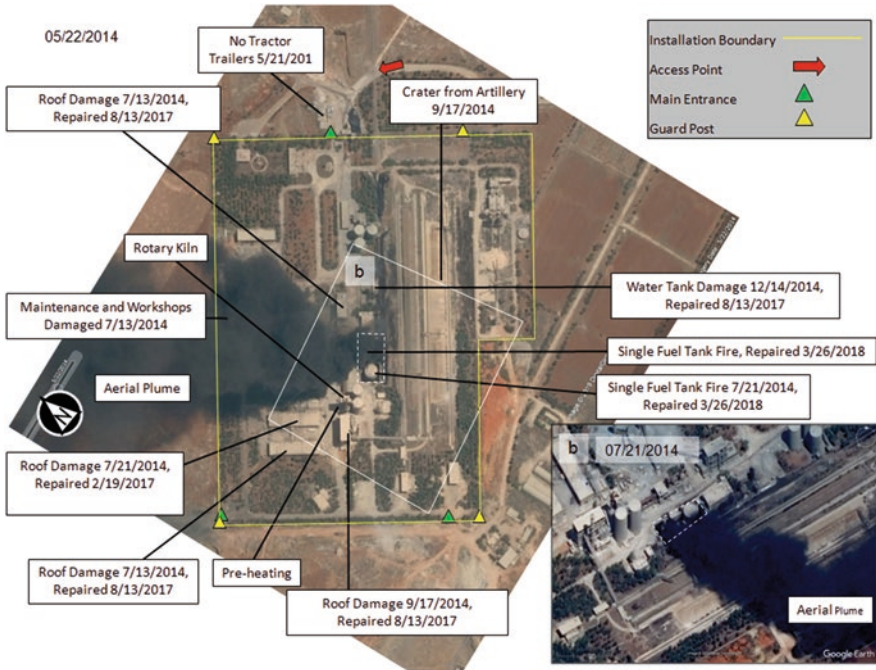 05/22/2014
No Tractor
Trailers 5/21/201
Roof Damage 7/13/2014,
Repaired 8/13/2017
Crater from Artillery
9/17/2014
Installation Boundary
Access Point
Main Entrance
Guard Post
Rotary Kiln
b
Maintenance and Workshops
Damaged 7/13/2014
Water Tank Damage 12/14/2014,
Repaired 8/13/2017
Single Fuel Tank Fire, Repaired 3/26/2018
Aerial Plume
Single Fuel Tank Fire 7/21/2014,
Repaired 3/26/2018
N
b 07/21/2014
Roof Damage 7/21/2014,
Repaired 2/19/2017
Roof Damage 7/13/2014,
Repaired 8/13/2017
Pre-heating
Roof Damage 9/17/2014,
Repaired 8/13/2017
Aerial Plume
Google Earth